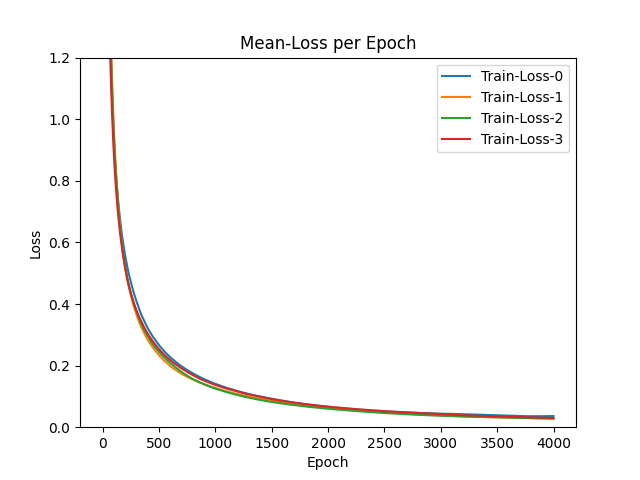 Mean-Loss per Epoch
Train-Loss-0
Train-Loss-1
Train-Loss-2
Train-Loss-3
Loss
1.2
1.0
0.8
0.6
0.4
0.2
0.0
0 500 1000 1500 2000 2500 3000 3500 4000
Epoch